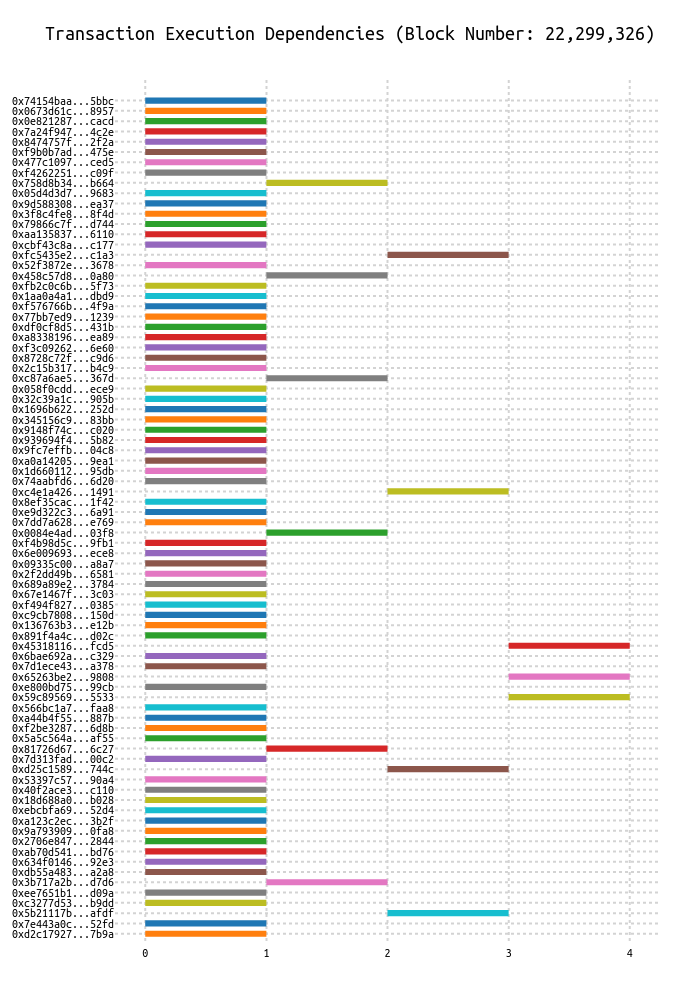 Transaction Execution Dependencies (Block Number: 22,299,326)
0x74154baa...5bbc
0x0673d61c...8957
0x0e821287...cacd
0x7a24f947...4c2e
0x8474757f...2f2a
0xf9b0b7ad...475e
0x477c1097...ced5
0xf4262251...c09f
0x758d8b34...b664
0x05d4d3d7...9683
0x9d588308...ea37
0x3f8c4fe8...8f4d
0x79866c7f...d744
0xaa135837...6110
0xcbf43c8a...c177
0xfc5435e2...c1a3
0x52f3872e...3678
0x458c57d8...0a80
0xfb2c0c6b...5f73
0x1aa0a4a1...dbd9
0xf576766b...4f9a
0x77bb7ed9...1239
0xdf0cf8d5...431b
0xa8338196...ea89
0xf3c09262...6e60
0x8728c72f...c9d6
0x2c15b317...b4c9
0xc87a6ae5...367d
0x058f0cdd...ece9
0x32c39a1c...905b
0x1696b622...252d
0x345156c9...83bb
0x9148f74c...c020
0x939694f4...5b82
0x9fc7effb...04c8
0xa0a14205...9ea1
0x1d660112...95db
0x74aabfd6...6d20
0xc4e1a426...1491
0x8ef35cac...1f42
0xe9d322c3...6a91
0x7dd7a628...e769
0x0084e4ad...03f8
0xf4b98d5c...9fb1
0x6e009693...ece8
0x09335c00...a8a7
0x2f2dd49b...6581
0x689a89e2...3784
0x67e1467f...3c03
0xf494f827...0385
0xc9cb7808...150d
0x136763b3...e12b
0x891f4a4c...d02c
0x45318116...fcd5
0x6bae692a...c329
0x7d1ece43...a378
0x65263be2...9808
0xe800bd75...99cb
0x59c89569...5533
0x566bc1a7...faa8
0xa44b4f55...887b
0xf2be3287...6d8b
0x5a5c564a...af55
0x81726d67...6c27
0x7d313fad...00c2
0xd25c1589...744c
0x53397c57...90a4
0x40f2ace3...c110
0x18d688a0...b028
0xebcbfa69...52d4
0xa123c2ec...3b2f
0x9a793909...0fa8
0x2706e847...2844
0xab70d541...bd76
0x634f0146...92e3
0xdb55a483...a2a8
0x3b717a2b...d7d6
0xee7651b1...d09a
0xc3277d53...b9dd
0x5b21117b...afdf
0x7e443a0c...52fd
0xd2c17927...7b9a
0 1 2 3 4